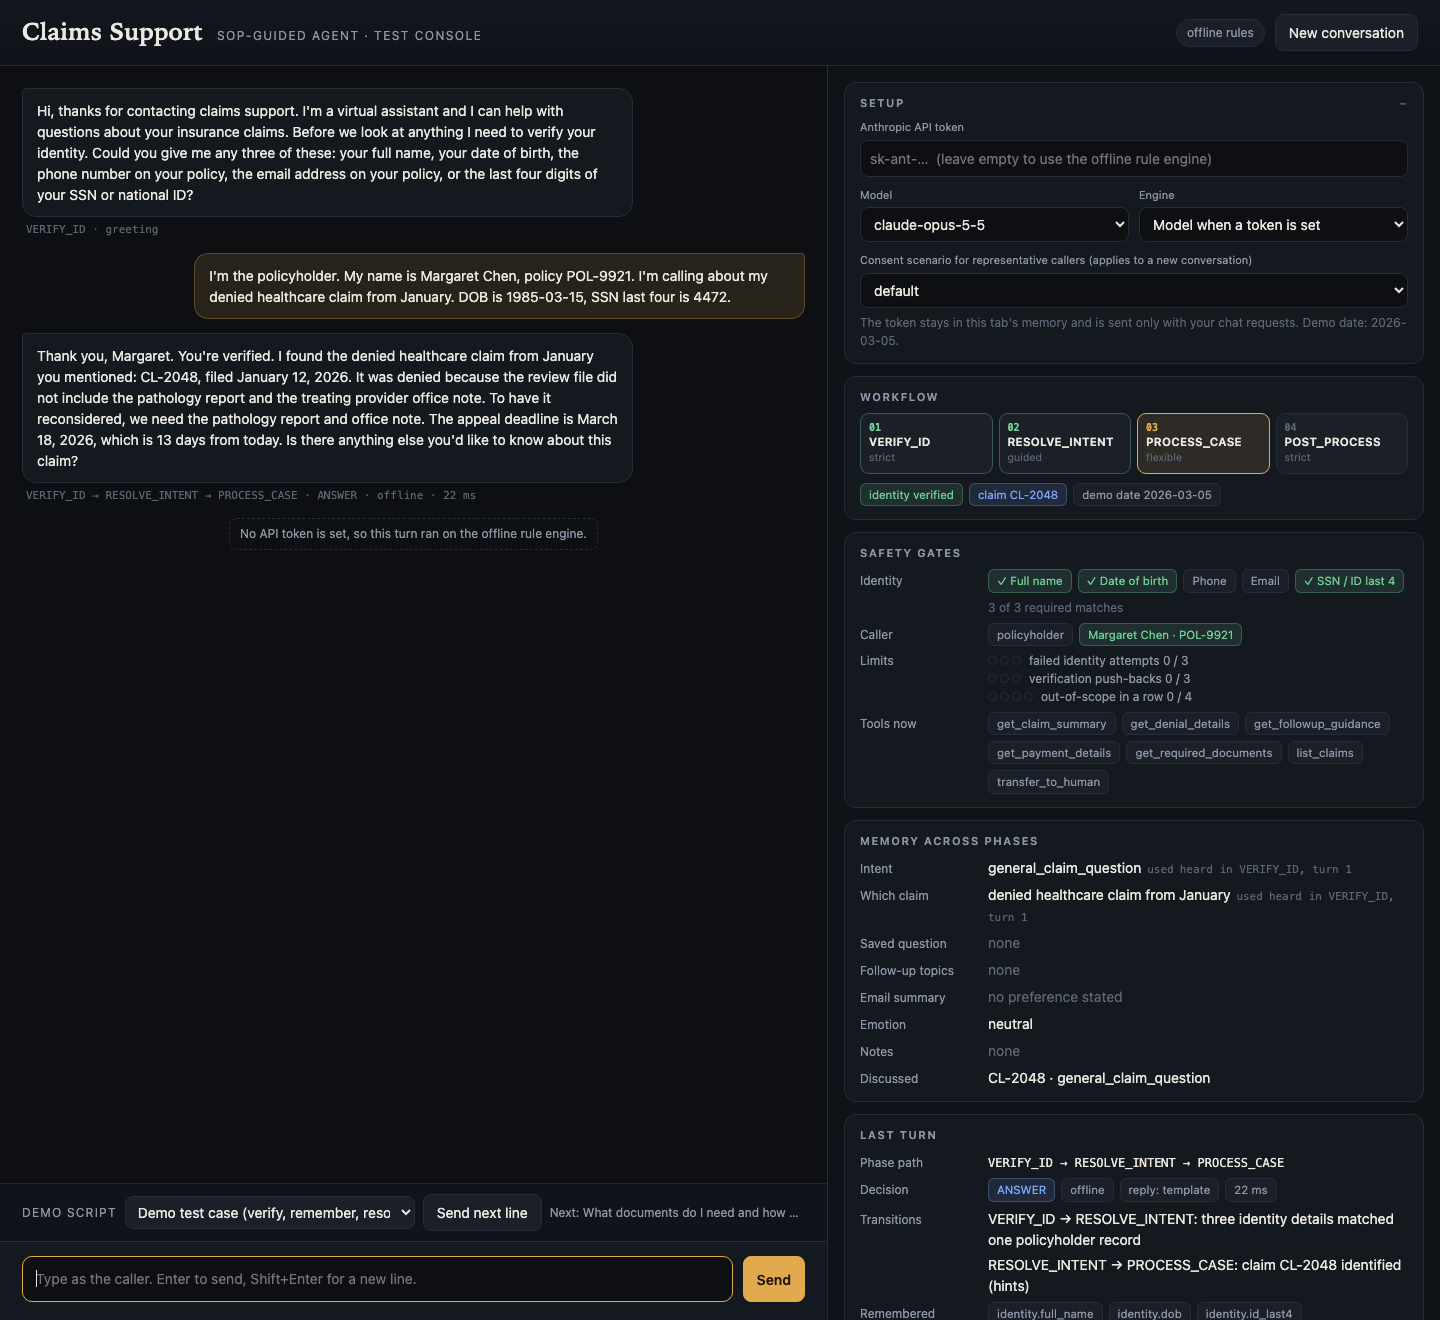 Claims Support
SOP-GUIDED AGENT · TEST CONSOLE
offline rules
New conversation
Hi, thanks for contacting claims support. I'm a virtual assistant and I can help with
questions about your insurance claims. Before we look at anything I need to verify your
identity. Could you give me any three of these: your full name, your date of birth, the
phone number on your policy, the email address on your policy, or the last four digits of
your SSN or national ID?
VERIFY_ID · greeting
I'm the policyholder. My name is Margaret Chen, policy POL-9921. I'm calling about my
denied healthcare claim from January. DOB is 1985-03-15, SSN last four is 4472.
Thank you, Margaret. You're verified. I found the denied healthcare claim from January
you mentioned: CL-2048, filed January 12, 2026. It was denied because the review file did
not include the pathology report and the treating provider office note. To have it
reconsidered, we need the pathology report and office note. The appeal deadline is March
18, 2026, which is 13 days from today. Is there anything else you'd like to know about this
claim?
VERIFY_ID → RESOLVE_INTENT → PROCESS_CASE · ANSWER · offline · 22 ms
No API token is set, so this turn ran on the offline rule engine.
DEMO SCRIPT
Demo test case (verify, remember, reso
Send next line
Next: What documents do I need and how ...
Type as the caller. Enter to send, Shift+Enter for a new line.
Send
SETUP
–
Anthropic API token
sk-ant-... (leave empty to use the offline rule engine)
Model
Engine
claude-opus-5-5
Model when a token is set
Consent scenario for representative callers (applies to a new conversation)
default
The token stays in this tab's memory and is sent only with your chat requests. Demo date: 2026-
03-05.
WORKFLOW
01
VERIFY_ID
strict
02
RESOLVE_INTENT
guided
03
PROCESS_CASE
flexible
04
POST_PROCESS
strict
identity verified
claim CL-2048
demo date 2026-03-05
SAFETY GATES
Identity
✓ Full name
✓ Date of birth
Phone
Email
✓ SSN / ID last 4
3 of 3 required matches
Caller
policyholder
Margaret Chen · POL-9921
Limits
failed identity attempts 0 / 3
verification push-backs 0 / 3
out-of-scope in a row 0 / 4
Tools now
get_claim_summary
get_denial_details
get_followup_guidance
get_payment_details
get_required_documents
list_claims
transfer_to_human
MEMORY ACROSS PHASES
Intent
general_claim_question used heard in VERIFY_ID, turn 1
Which claim
denied healthcare claim from January used heard in VERIFY_ID,
turn 1
Saved question
none
Follow-up topics
none
Email summary
no preference stated
Emotion
neutral
Notes
none
Discussed
CL-2048 · general_claim_question
LAST TURN
Phase path
VERIFY_ID → RESOLVE_INTENT → PROCESS_CASE
Decision
ANSWER
offline
reply: template
22 ms
Transitions
VERIFY_ID → RESOLVE_INTENT: three identity details matched
one policyholder record
RESOLVE_INTENT → PROCESS_CASE: claim CL-2048 identified
(hints)
Remembered
identity.full_name
identity.dob
identity.id_last4